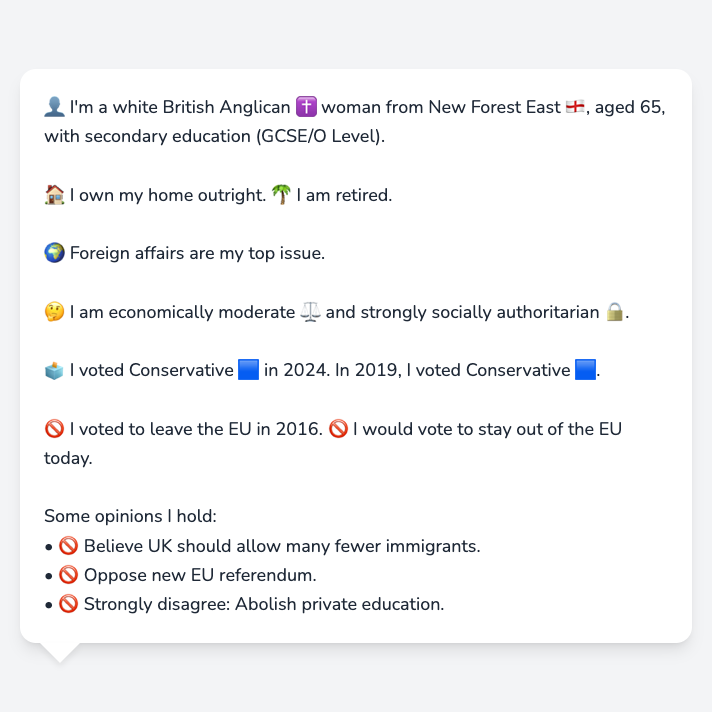 👤 I'm a white British Anglican ✝️ woman from New Forest East 🏴󠁧󠁢󠁥󠁮󠁧󠁿, aged 65,
with secondary education (GCSE/O Level).
🏠 I own my home outright. 🌴 I am retired.
🌍 Foreign affairs are my top issue.
🤔 I am economically moderate ⚖️ and strongly socially authoritarian 🔒.
🗳️ I voted Conservative 🟦 in 2024. In 2019, I voted Conservative 🟦.
🚫 I voted to leave the EU in 2016. 🚫 I would vote to stay out of the EU
today.
Some opinions I hold:
• 🚫 Believe UK should allow many fewer immigrants.
• 🚫 Oppose new EU referendum.
• 🚫 Strongly disagree: Abolish private education.